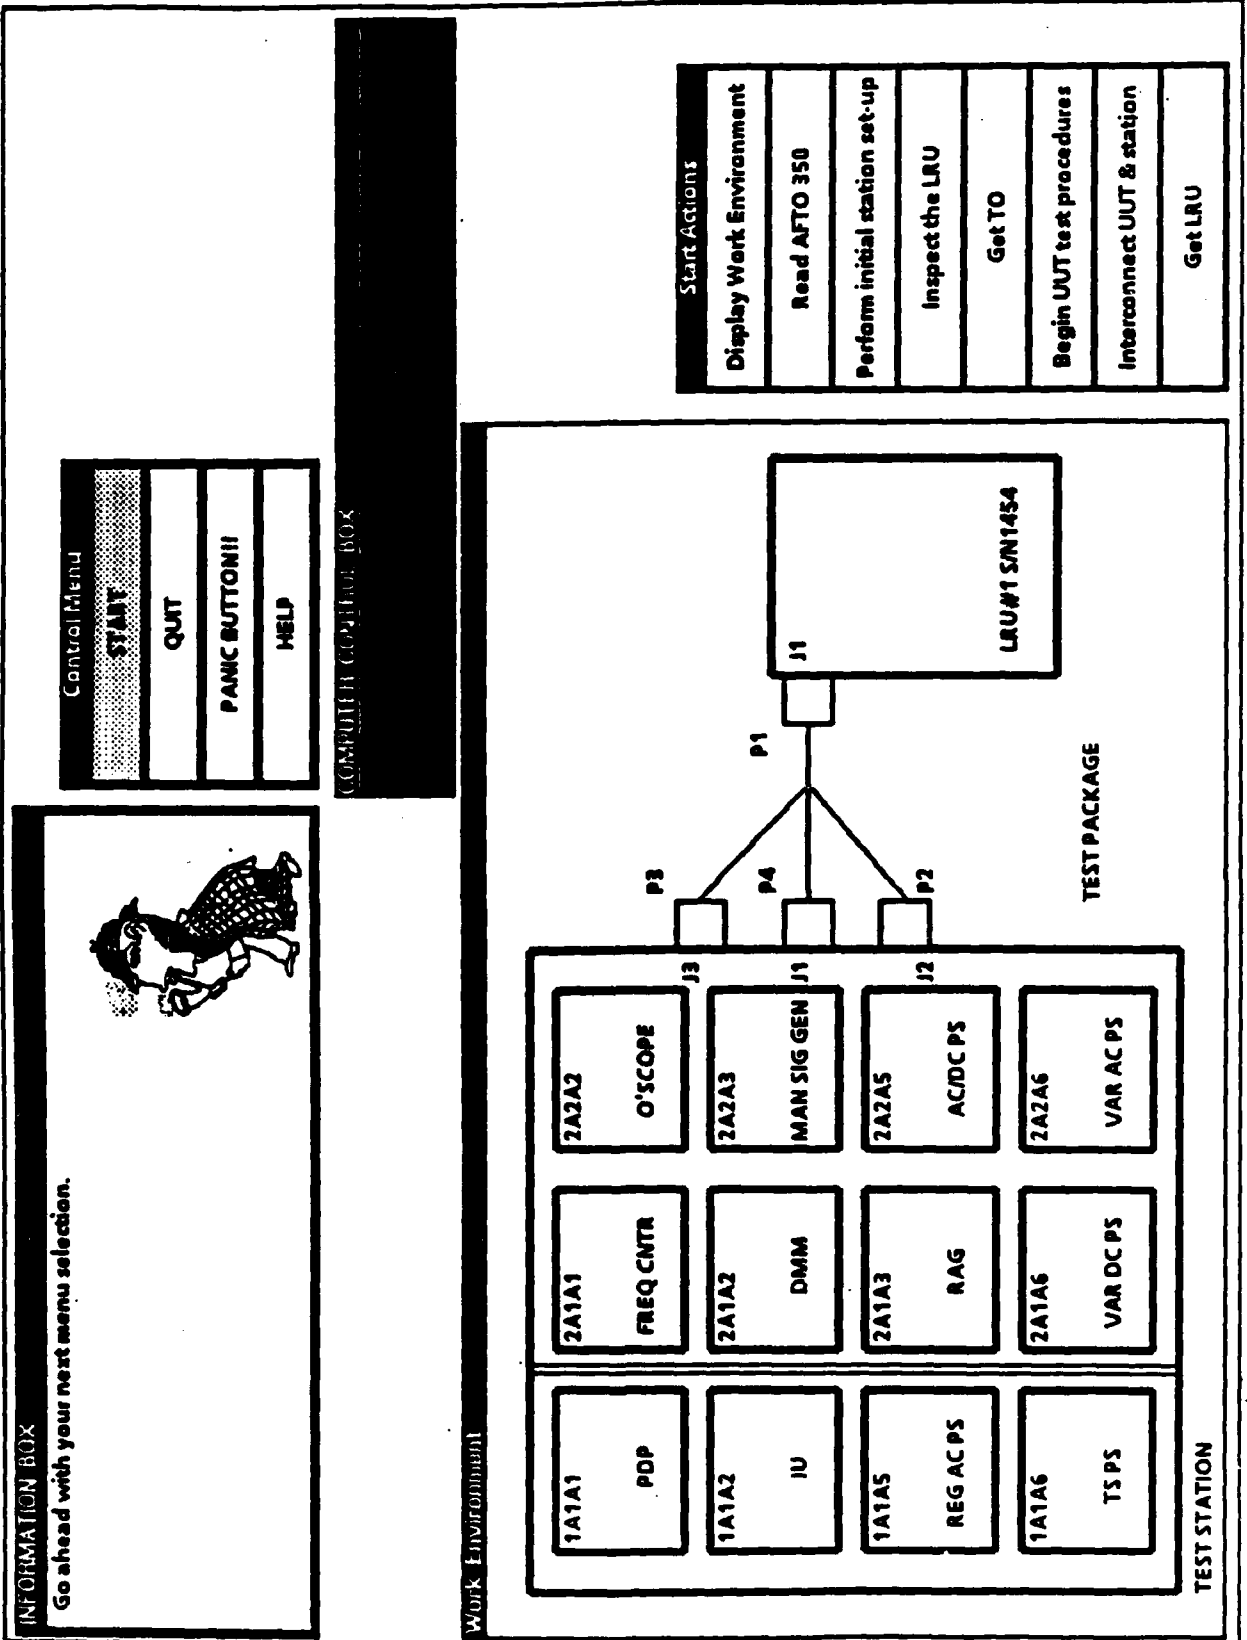 INFORMATION BOX
Go ahead with your next menu selection.
Control Menu
START
QUIT
PANIC BUTTON!!
HELP
COMPUTER COPITUE BOX
Work Environment
1A1A1
PDP
2A1A1
FREQ CNTR
2A2A2
O'SCOPE
1A1A2
IU
2A1A2
DMM
2A2A3
MAN SIG GEN
1A1A5
REG AC PS
2A1A3
RAG
2A2A5
AC/DC PS
1A1A6
TS PS
2A1A6
VAR DC PS
2A2A6
VAR AC PS
J3
P3
J1
P4
J2
P2
P1
J1
LRU#1 S/N1454
TEST STATION
TEST PACKAGE
Start Actions
Display Work Environment
Read AFTO 350
Perform initial station set-up
Inspect the LRU
Get TO
Begin UUT test procedures
Interconnect UUT & station
Get LRU